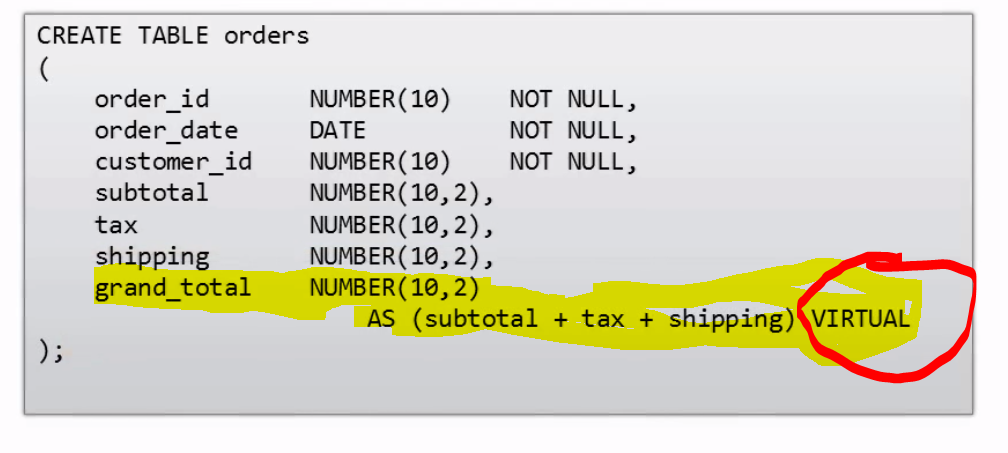 CREATE TABLE orders
(
order_id NUMBER(10) NOT NULL,
order_date DATE NOT NULL,
customer_id NUMBER(10) NOT NULL,
subtotal NUMBER(10,2),
tax NUMBER(10,2),
shipping NUMBER(10,2),
grand_total NUMBER(10,2)
AS (subtotal + tax + shipping) VIRTUAL
);